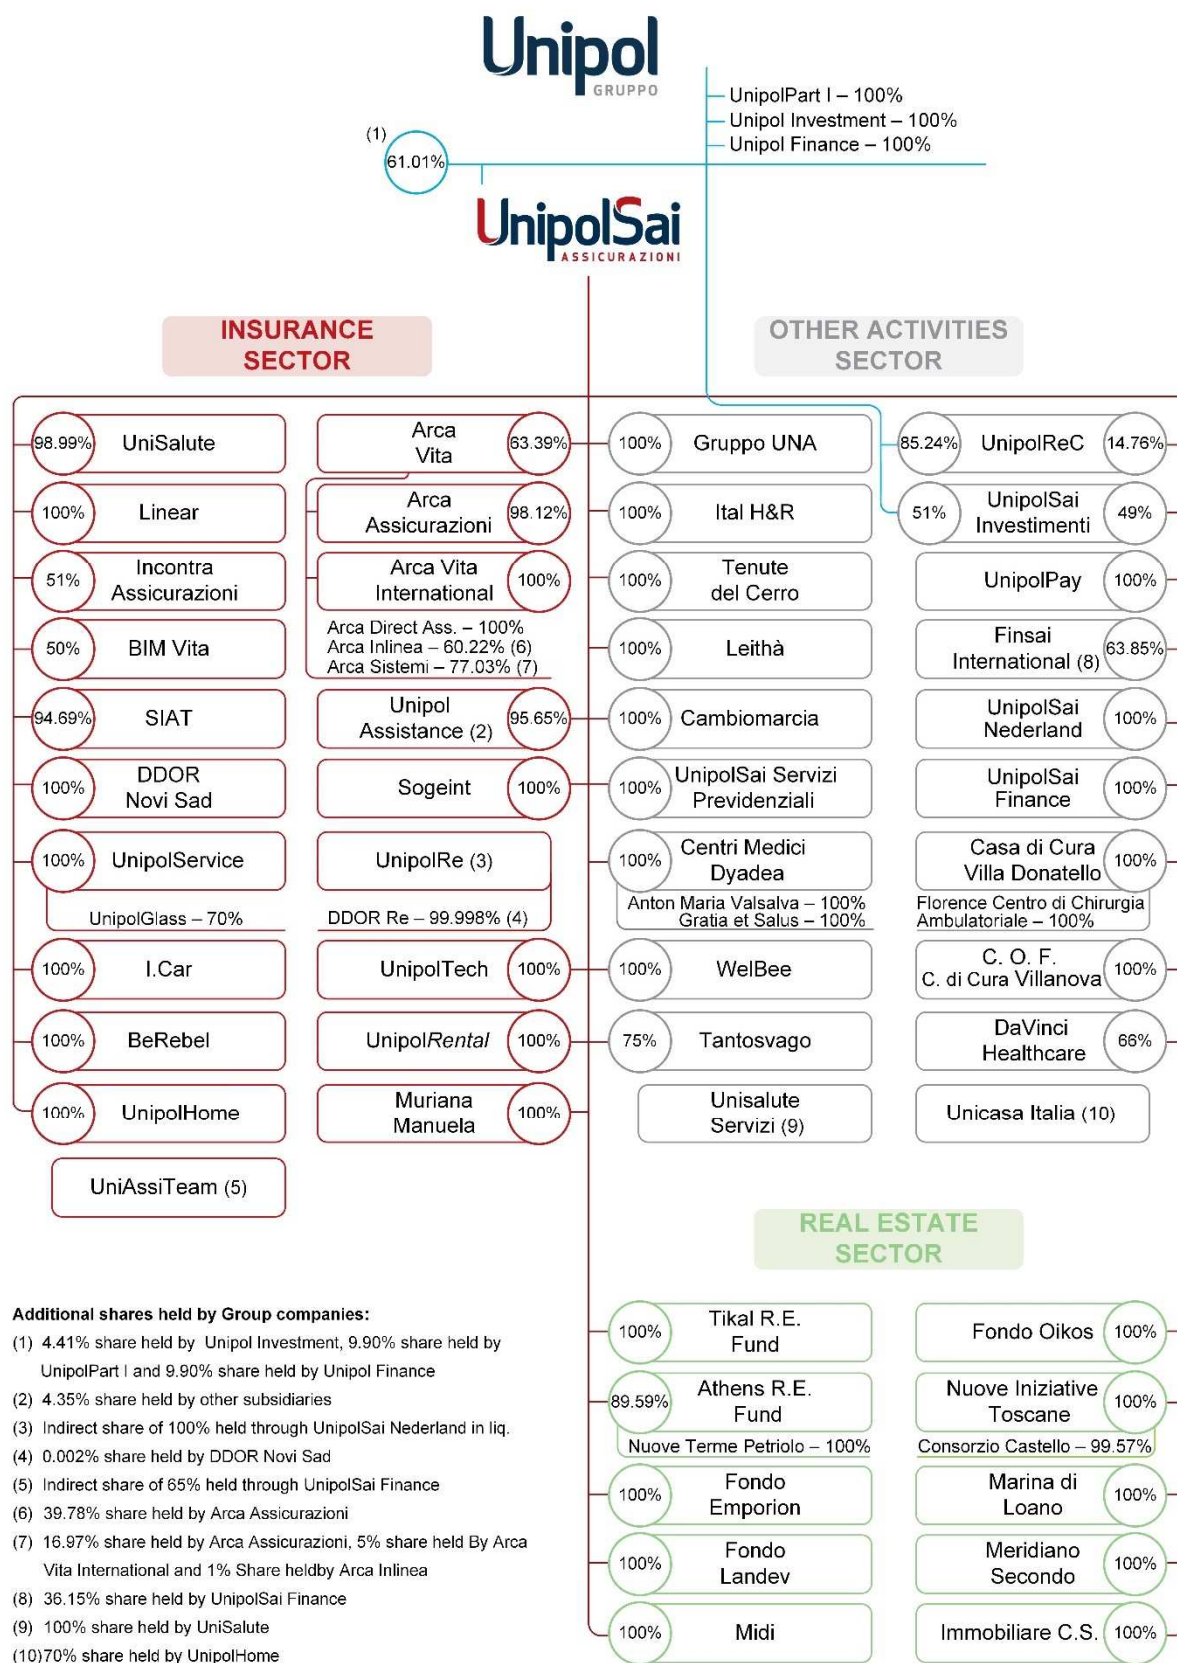 Unipol
GRUPPO
UnipolPart I – 100%
Unipol Investment – 100%
Unipol Finance – 100%
(1)
61.01%
UnipolSai
ASSICURAZIONI
INSURANCE
SECTOR
98.99%
UniSalute
100%
Linear
51%
Incontra
Assicurazioni
50%
BIM Vita
94.69%
SIAT
100%
DDOR
Novi Sad
100%
UnipolService
UnipolGlass – 70%
100%
I.Car
100%
BeRebel
100%
UnipolHome
UniAssiTeam (5)
Arca
Vita
63.39%
Arca
Assicurazioni
98.12%
Arca Vita
International
100%
Arca Direct Ass. – 100%
Arca Inlinea – 60.22% (6)
Arca Sistemi – 77.03% (7)
Unipol
Assistance (2)
95.65%
Sogeint
100%
UnipolRe (3)
DDOR Re – 99.998% (4)
UnipolTech
100%
UnipolRental
100%
Muriana
Manuela
100%
OTHER ACTIVITIES
SECTOR
100%
Gruppo UNA
100%
Ital H&R
100%
Tenute
del Cerro
100%
Leithà
100%
Cambiomarcia
100%
UnipolSai Servizi
Previdenziali
100%
Centri Medici
Dyadea
Anton Maria Valsalva – 100%
Gratia et Salus – 100%
100%
WelBee
75%
Tantosvago
Unisalute
Servizi (9)
85.24%
UnipolReC
14.76%
51%
UnipolSai
Investimenti
49%
UnipolPay
100%
Finsai
International (8)
63.85%
UnipolSai
Nederland
100%
UnipolSai
Finance
100%
Casa di Cura
Villa Donatello
100%
Florence Centro di Chirurgia
Ambulatoriale – 100%
C. O. F.
C. di Cura Villanova
100%
DaVinci
Healthcare
66%
Unicasa Italia (10)
REAL ESTATE
SECTOR
100%
Tikal R.E.
Fund
89.59%
Athens R.E.
Fund
Nuove Terme Petriolo – 100%
100%
Fondo
Emporion
100%
Fondo
Landev
100%
Midi
Fondo Oikos
100%
Nuove Iniziative
Toscane
100%
Consorzio Castello – 99.57%
Marina di
Loano
100%
Meridiano
Secondo
100%
Immobiliare C.S.
100%
Additional shares held by Group companies:
(1) 4.41% share held by Unipol Investment, 9.90% share held by
UnipolPart I and 9.90% share held by Unipol Finance
(2) 4.35% share held by other subsidiaries
(3) Indirect share of 100% held through UnipolSai Nederland in liq.
(4) 0.002% share held by DDOR Novi Sad
(5) Indirect share of 65% held through UnipolSai Finance
(6) 39.78% share held by Arca Assicurazioni
(7) 16.97% share held by Arca Assicurazioni, 5% share held By Arca
Vita International and 1% Share heldby Arca Inlinea
(8) 36.15% share held by UnipolSai Finance
(9) 100% share held by UniSalute
(10)70% share held by UnipolHome